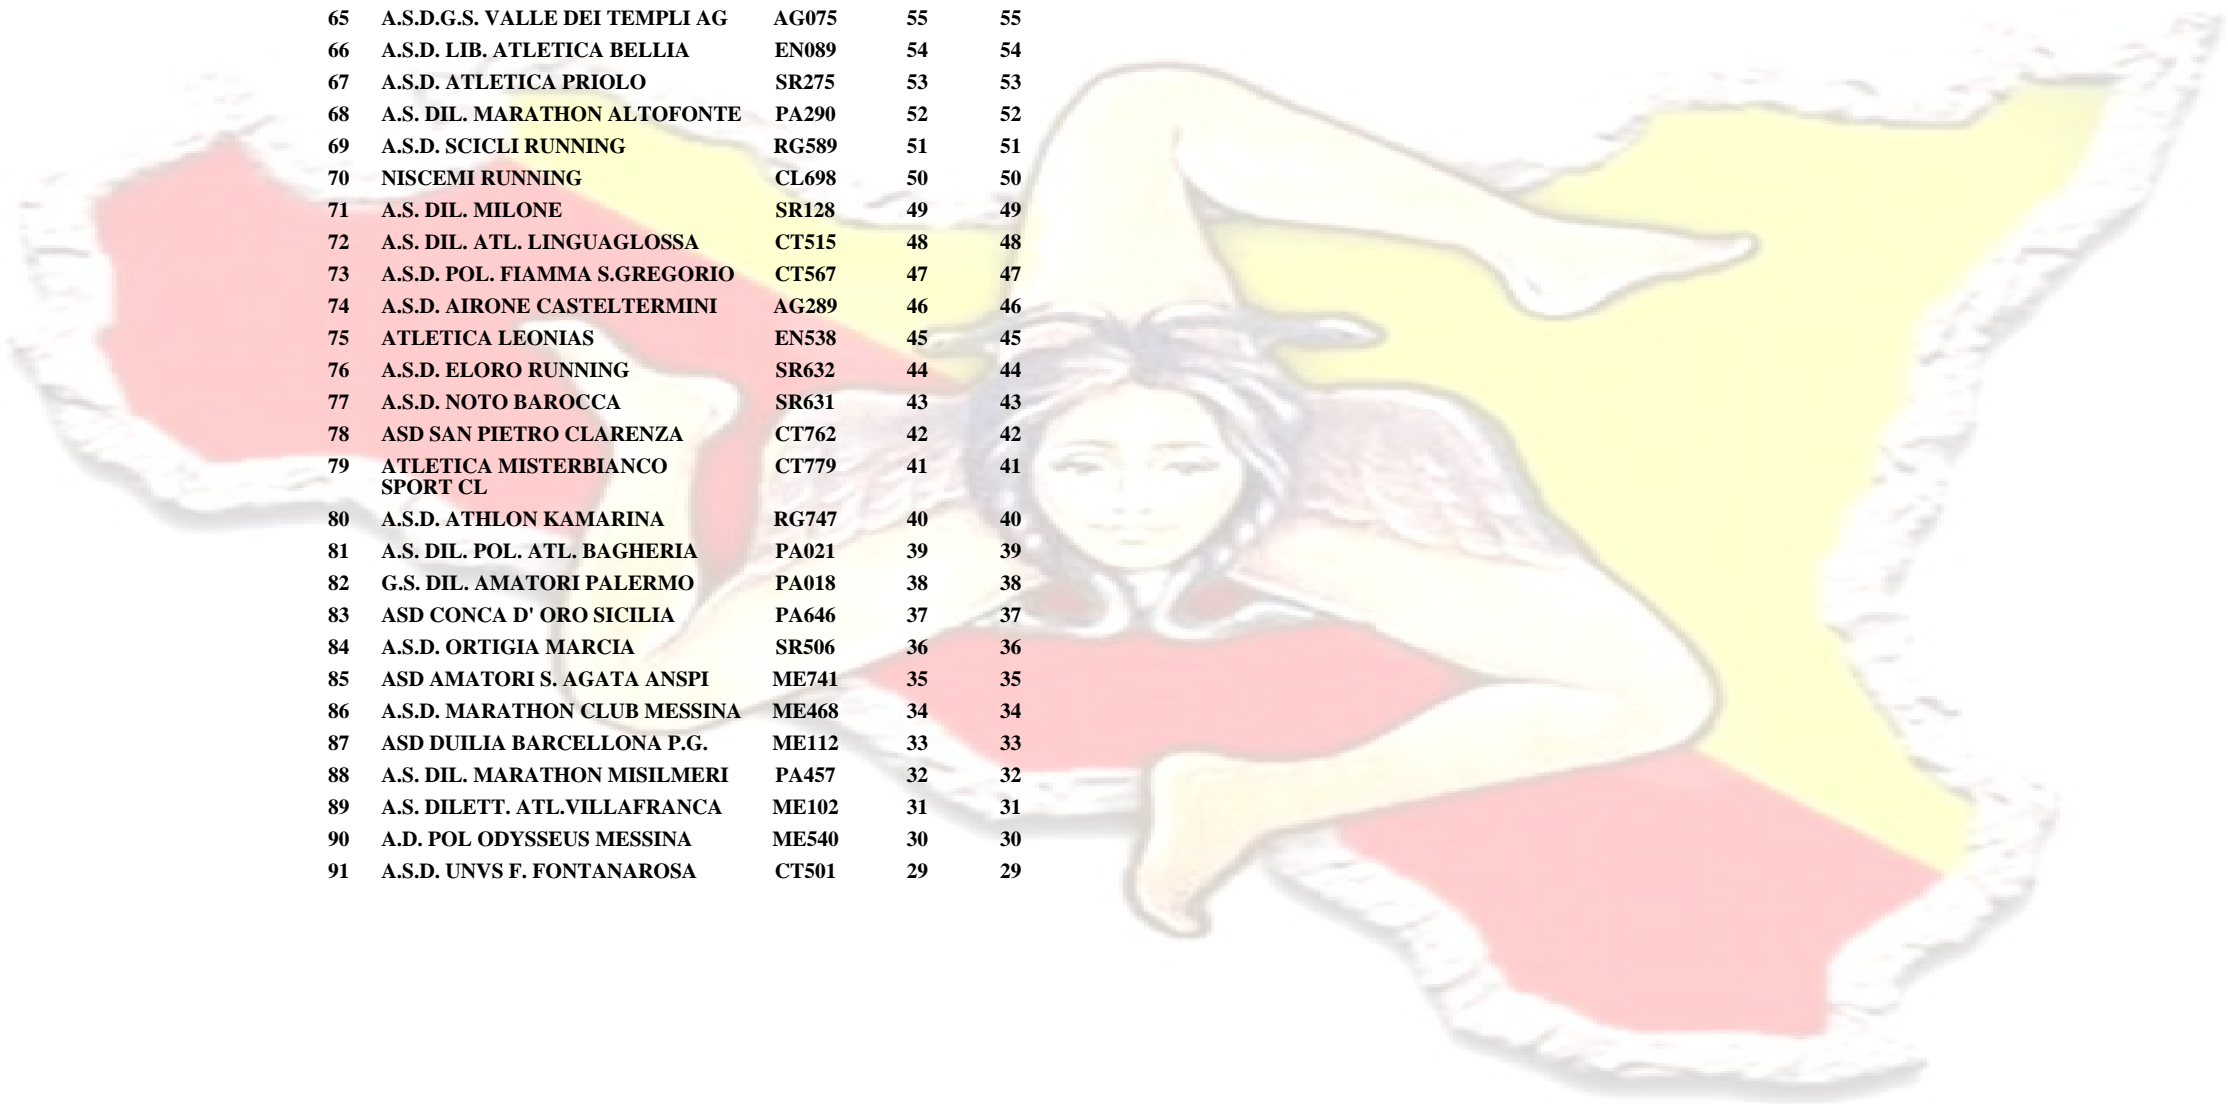 65 A.S.D.G.S. VALLE DEI TEMPLI AG AG075 55 55
66 A.S.D. LIB. ATLETICA BELLIA EN089 54 54
67 A.S.D. ATLETICA PRIOLO SR275 53 53
68 A.S. DIL. MARATHON ALTOFONTE PA290 52 52
69 A.S.D. SCICLI RUNNING RG589 51 51
70 NISCEMI RUNNING CL698 50 50
71 A.S. DIL. MILONE SR128 49 49
72 A.S. DIL. ATL. LINGUAGLOSSA CT515 48 48
73 A.S.D. POL. FIAMMA S.GREGORIO CT567 47 47
74 A.S.D. AIRONE CASTELTERMINI AG289 46 46
75 ATLETICA LEONIAS EN538 45 45
76 A.S.D. ELORO RUNNING SR632 44 44
77 A.S.D. NOTO BAROCCA SR631 43 43
78 ASD SAN PIETRO CLARENZA CT762 42 42
79 ATLETICA MISTERBIANCO CT779 41 41
SPORT CL
80 A.S.D. ATHLON KAMARINA RG747 40 40
81 A.S. DIL. POL. ATL. BAGHERIA PA021 39 39
82 G.S. DIL. AMATORI PALERMO PA018 38 38
83 ASD CONCA D' ORO SICILIA PA646 37 37
84 A.S.D. ORTIGIA MARCIA SR506 36 36
85 ASD AMATORI S. AGATA ANSPI ME741 35 35
86 A.S.D. MARATHON CLUB MESSINA ME468 34 34
87 ASD DUILIA BARCELLONA P.G. ME112 33 33
88 A.S. DIL. MARATHON MISILMERI PA457 32 32
89 A.S. DILETT. ATL.VILLAFRANCA ME102 31 31
90 A.D. POL ODYSSEUS MESSINA ME540 30 30
91 A.S.D. UNVS F. FONTANAROSA CT501 29 29